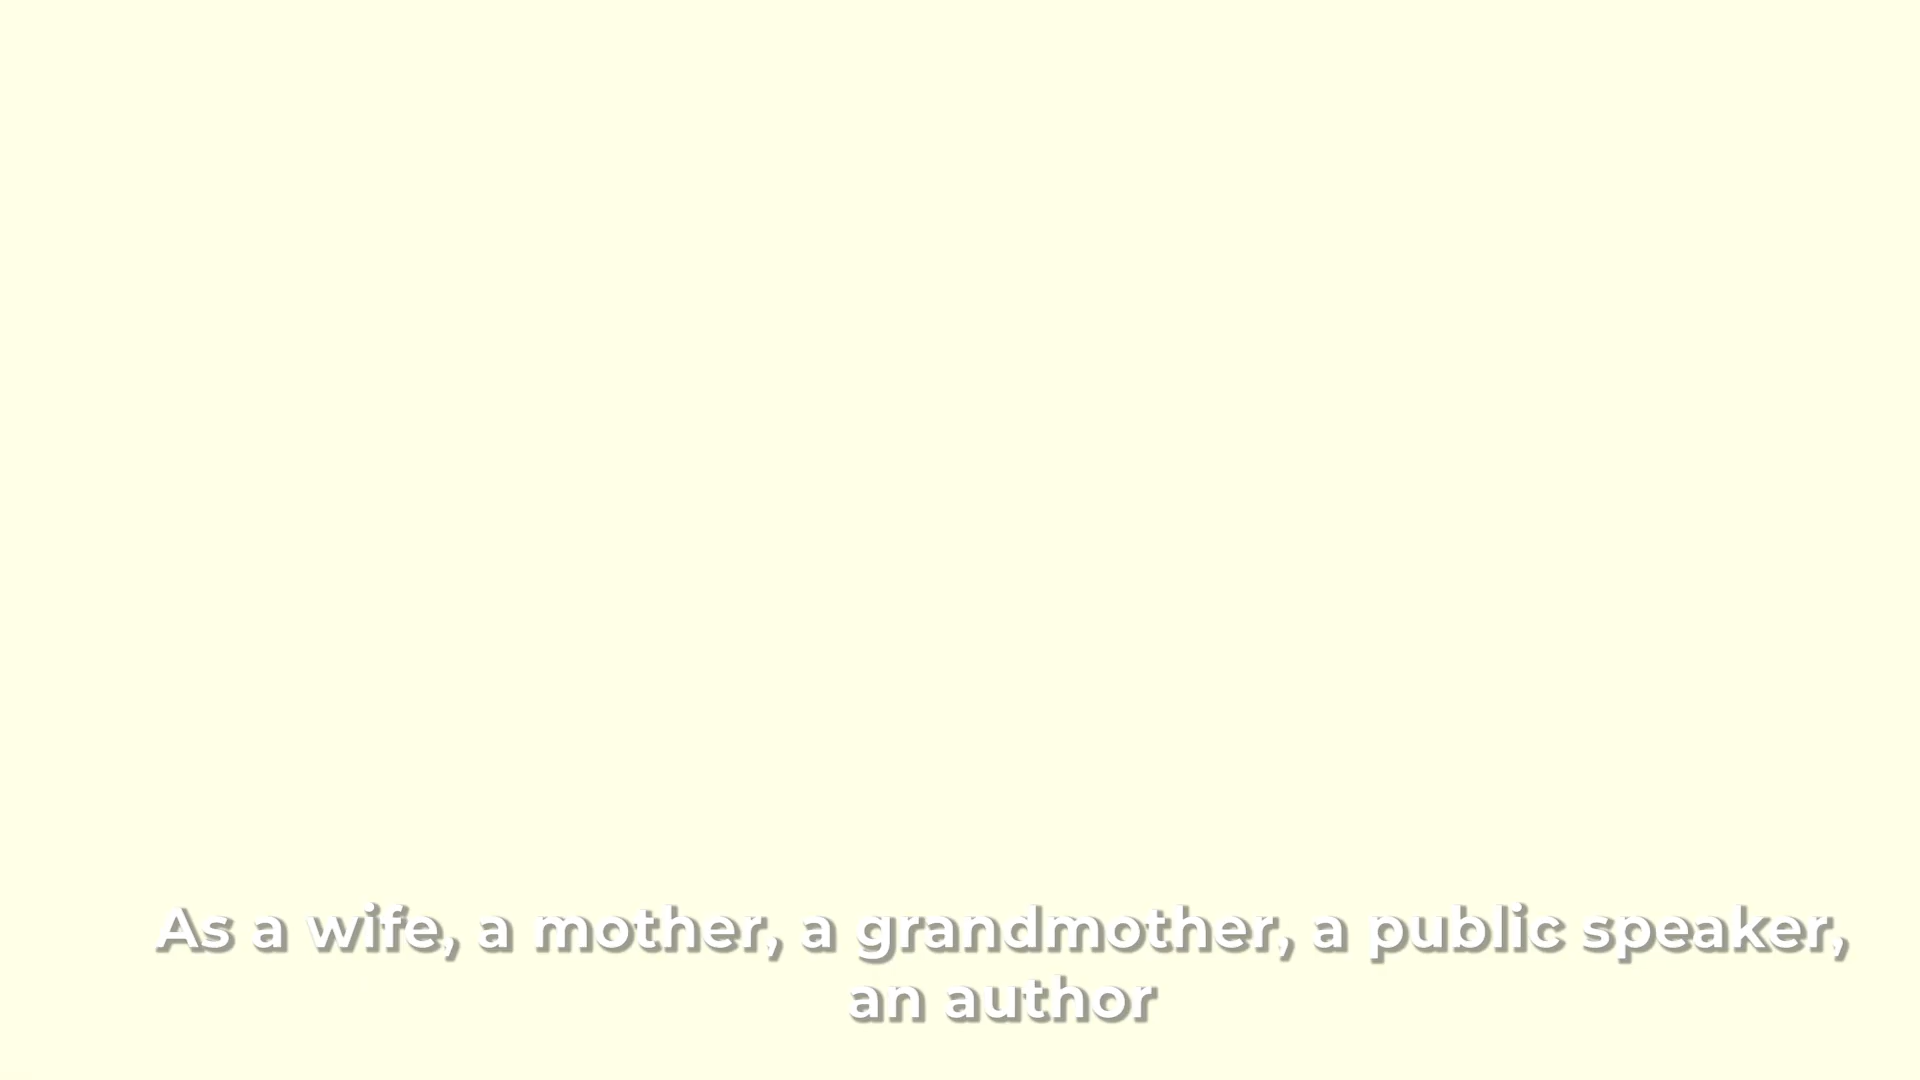 As a wife, a mother, a grandmother, a public speaker,
an author